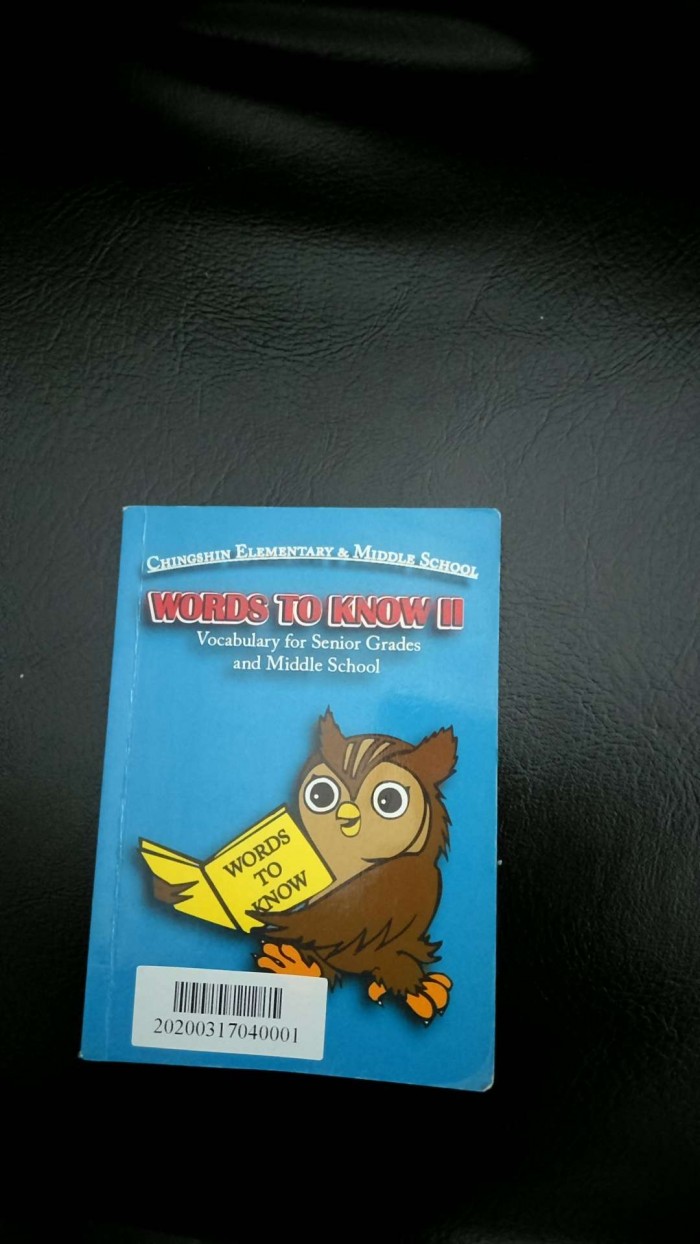 CHINGSHIN ELEMENTARY & MIDDLE SCHOOL
WORDS TO KNOW II
Vocabulary for Senior Grades
and Middle School
WORDS
TO
KNOW
20200317040001